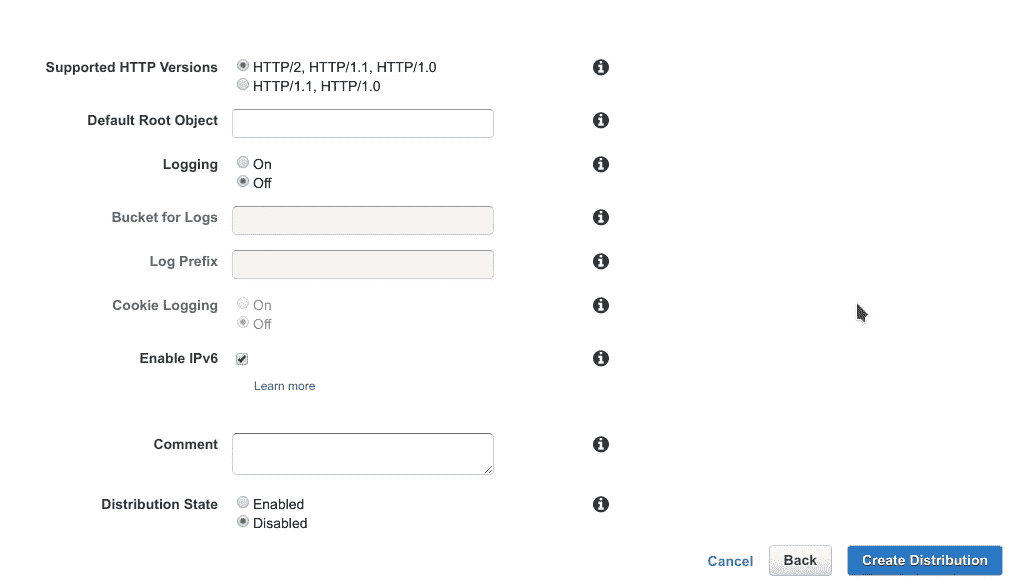 Supported HTTP Versions HTTP/2, HTTP/1.1, HTTP/1.0
HTTP/1.1, HTTP/1.0
Default Root Object
Logging On
Off
Bucket for Logs
Log Prefix
Cookie Logging On
Off
Enable IPv6
Learn more
Comment
Distribution State Enabled
Disabled
Cancel Back Create Distribution